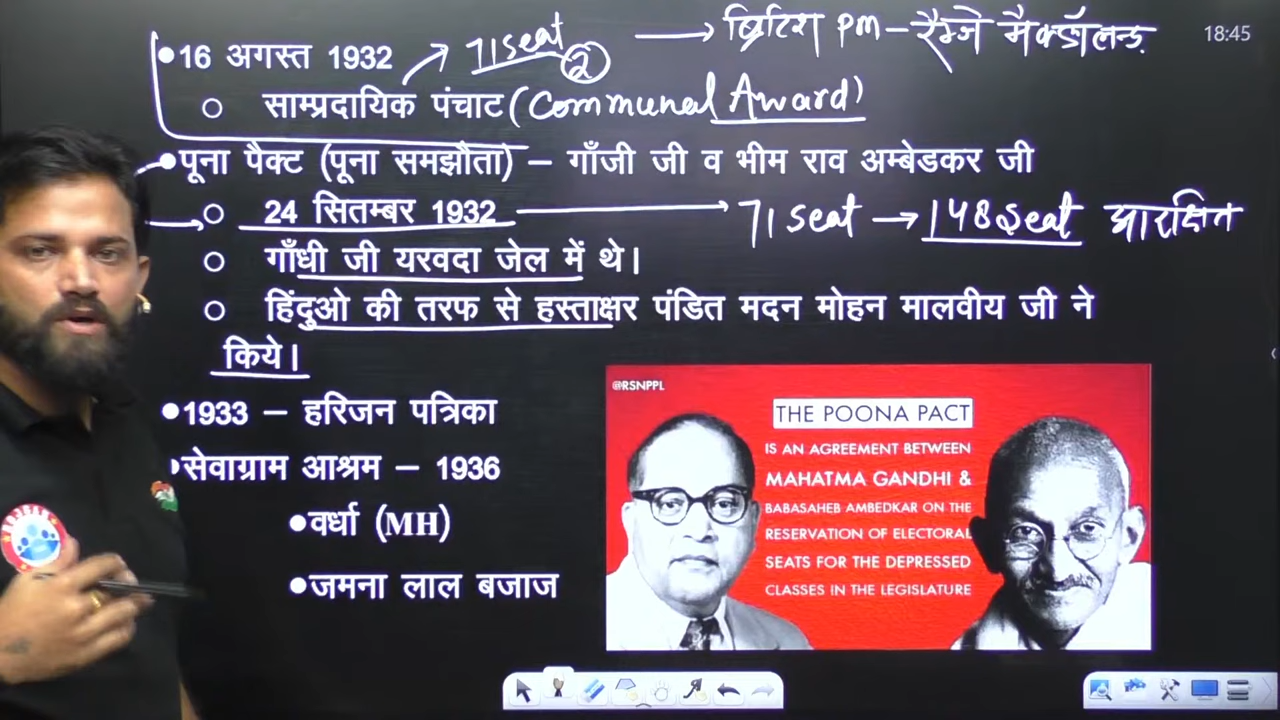 16 अगस्त 1932 71 seat 2 → ब्रिटिश PM – रैम्जे मैकडॉलन्ड
18:45
साम्प्रदायिक पंचाट (Communal Award)
पूना पैक्ट (पूना समझौता) – गाँजी जी व भीम राव अम्बेडकर जी
24 सितम्बर 1932 → 71 seat → 148 seat आरक्षित
गाँधी जी यरवदा जेल में थे।
हिंदुओ की तरफ से हस्ताक्षर पंडित मदन मोहन मालवीय जी ने
किये।
1933 – हरिजन पत्रिका
सेवाग्राम आश्रम – 1936
वर्धा (MH)
जमना लाल बजाज
@RSNPPL
THE POONA PACT
IS AN AGREEMENT BETWEEN
MAHATMA GANDHI &
BABASAHEB AMBEDKAR ON THE
RESERVATION OF ELECTORAL
SEATS FOR THE DEPRESSED
CLASSES IN THE LEGISLATURE